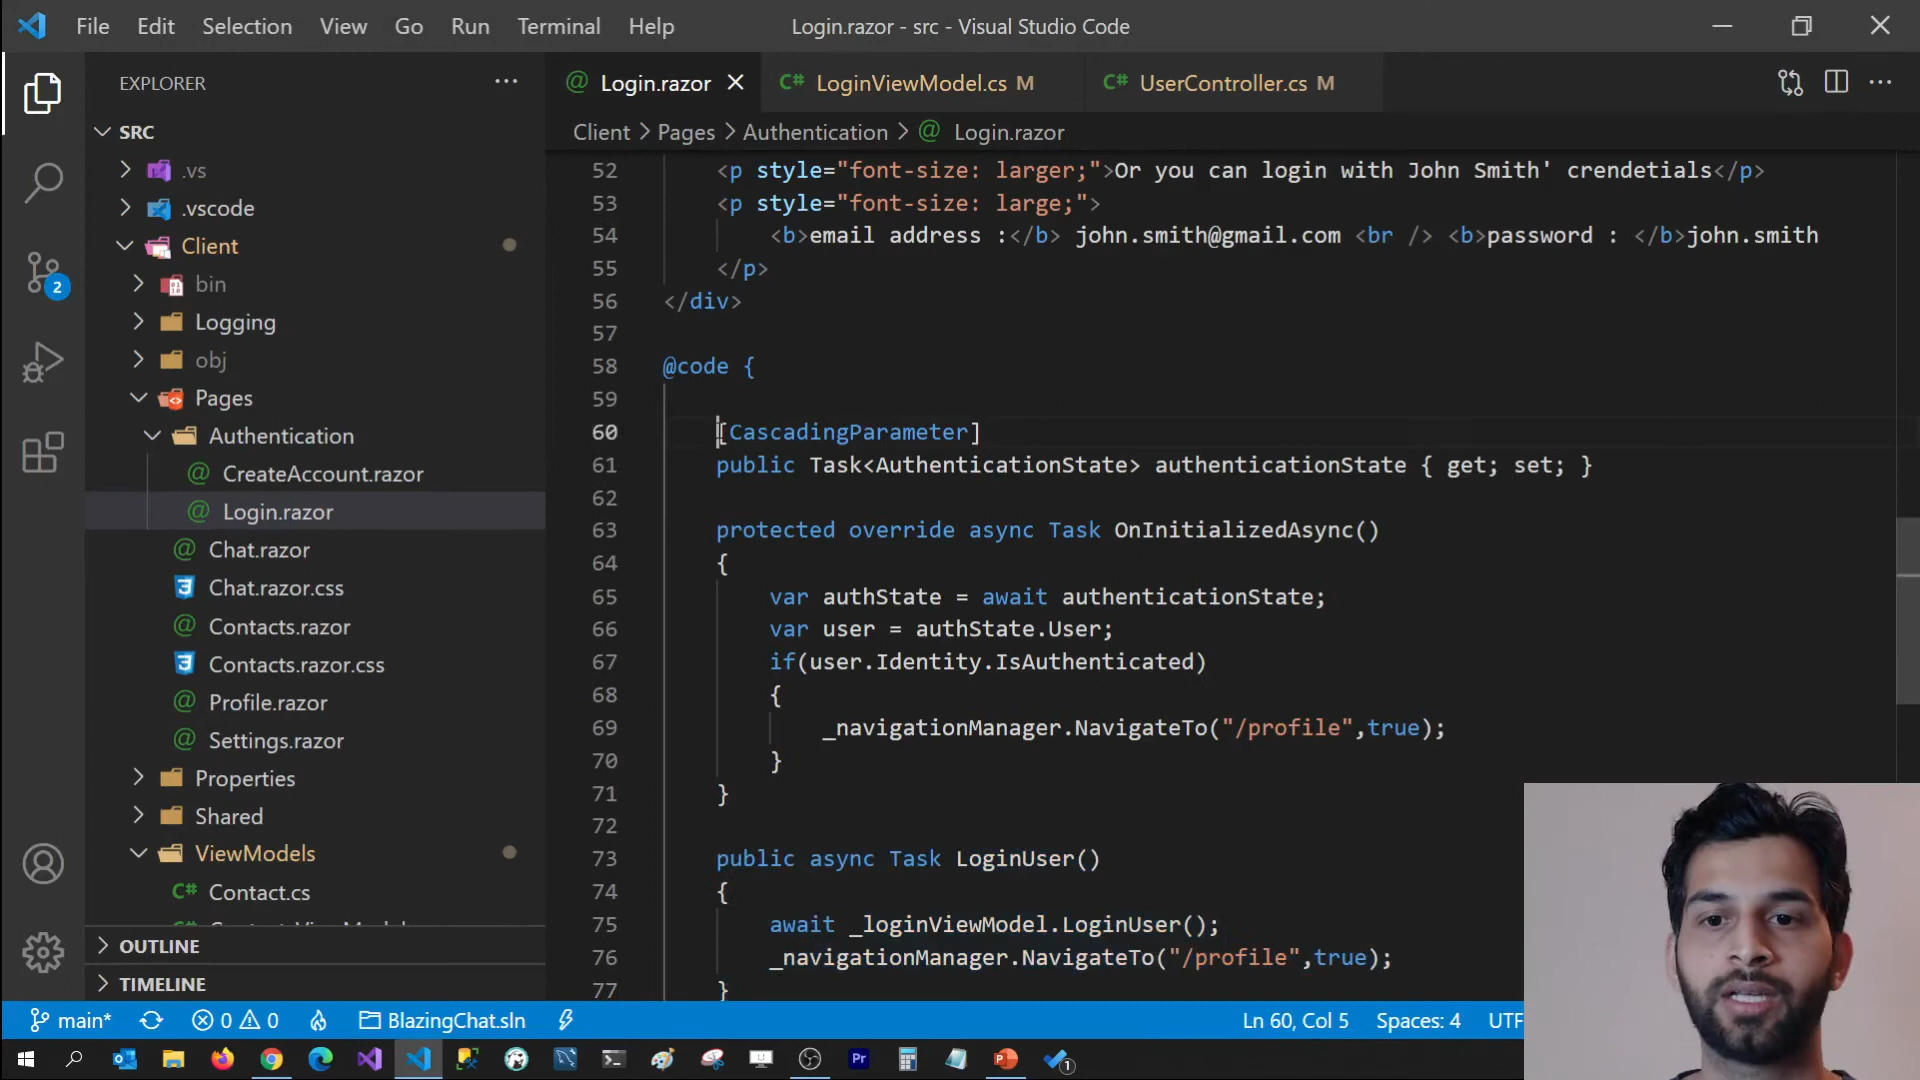 File Edit Selection View Go Run Terminal Help
Login.razor - src - Visual Studio Code
EXPLORER
SRC
.vs
.vscode
Client
bin
Logging
obj
Pages
Authentication
CreateAccount.razor
Login.razor
Chat.razor
Chat.razor.css
Contacts.razor
Contacts.razor.css
Profile.razor
Settings.razor
Properties
Shared
ViewModels
Contact.cs
OUTLINE
TIMELINE
2
Login.razor
LoginViewModel.cs M
UserController.cs M
Client > Pages > Authentication > Login.razor
52 <p style="font-size: larger;">Or you can login with John Smith' crendetials</p>
53 <p style="font-size: large;">
54 <b>email address :</b> john.smith@gmail.com <br /> <b>password : </b>john.smith
55 </p>
56 </div>
57
58 @code {
59
60 [CascadingParameter]
61 public Task<AuthenticationState> authenticationState { get; set; }
62
63 protected override async Task OnInitializedAsync()
64 {
65 var authState = await authenticationState;
66 var user = authState.User;
67 if(user.Identity.IsAuthenticated)
68 {
69 _navigationManager.NavigateTo("/profile",true);
70 }
71 }
72
73 public async Task LoginUser()
74 {
75 await _loginViewModel.LoginUser();
76 _navigationManager.NavigateTo("/profile",true);
77 }
main* 0 0 BlazingChat.sln
Ln 60, Col 5 Spaces: 4 UTF
Pr
1